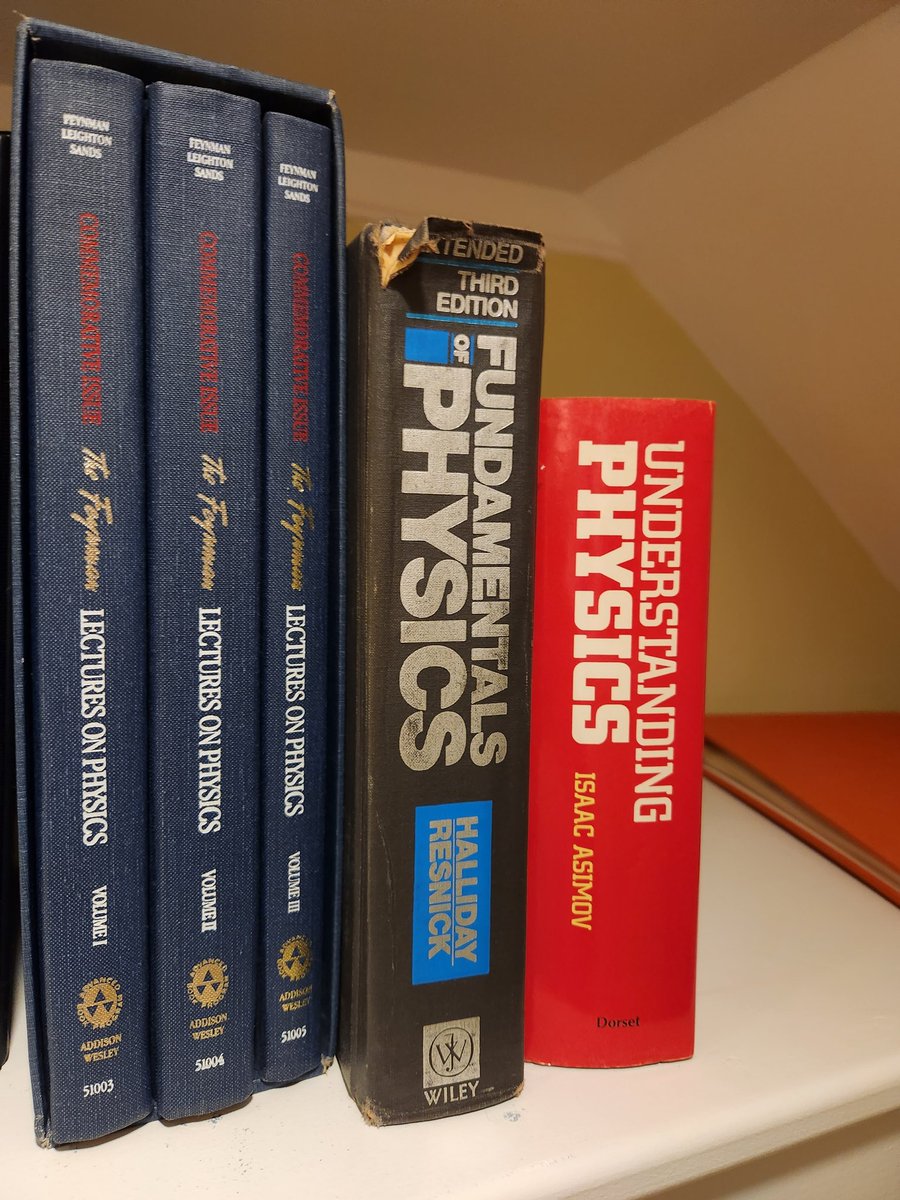 FEYNMAN
LEIGHTON
SANDS
COMMEMORATIVE ISSUE
The Feynman
LECTURES ON PHYSICS
VOLUME I
ADDISON
WESLEY
51003
FEYNMAN
LEIGHTON
SANDS
COMMEMORATIVE ISSUE
The Feynman
LECTURES ON PHYSICS
VOLUME II
ADDISON
WESLEY
51004
FEYNMAN
LEIGHTON
SANDS
COMMEMORATIVE ISSUE
The Feynman
LECTURES ON PHYSICS
VOLUME III
ADDISON
WESLEY
51005
EXTENDED
THIRD
EDITION
FUNDAMENTALS
OF
PHYSICS
HALLIDAY
RESNICK
WILEY
UNDERSTANDING
PHYSICS
ISAAC ASIMOV
Dorset